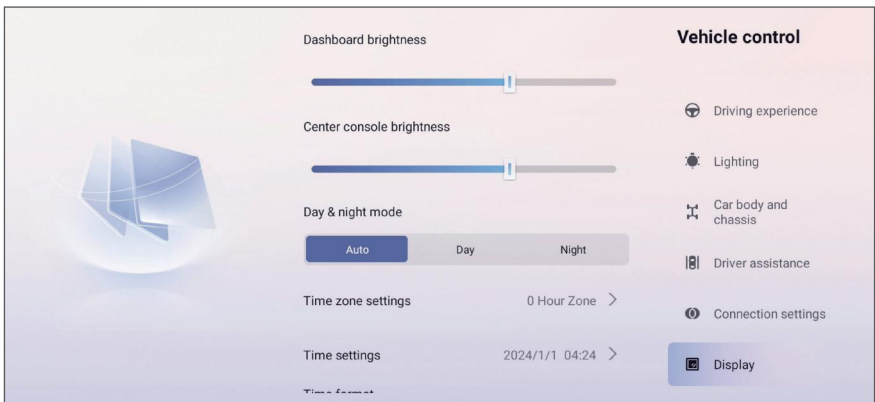 Dashboard brightness
Center console brightness
Day & night mode
Auto Day Night
Time zone settings 0 Hour Zone
Time settings 2024/1/1 04:24
Time format
Vehicle control
Driving experience
Lighting
Car body and
chassis
Driver assistance
Connection settings
Display